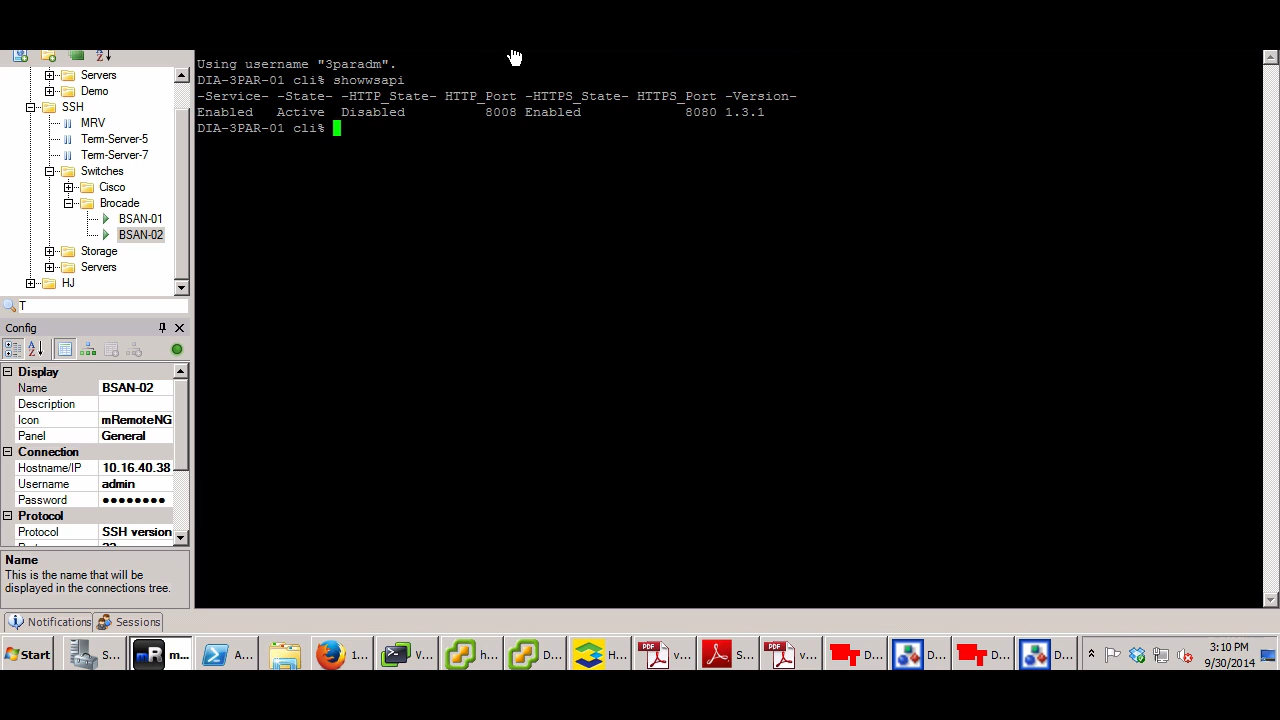 Using username "3paradm".
DIA-3PAR-01 cli% showwsapi
-Service- -State- -HTTP_State- HTTP_Port -HTTPS_State- HTTPS_Port -Version-
Enabled Active Disabled 8008 Enabled 8080 1.3.1
DIA-3PAR-01 cli%
Servers
Demo
SSH
MRV
Term-Server-5
Term-Server-7
Switches
Cisco
Brocade
BSAN-01
BSAN-02
Storage
Servers
HJ
T
Config
Display
Name BSAN-02
Description
Icon mRemoteNG
Panel General
Connection
Hostname/IP 10.16.40.38
Username admin
Password ●●●●●●●●
Protocol
Protocol SSH version
Name
This is the name that will be
displayed in the connections tree.
Notifications Sessions
Start S... m... A... 1... V... h... D... H... v... S... v... D... D... D... D... 3:10 PM
9/30/2014